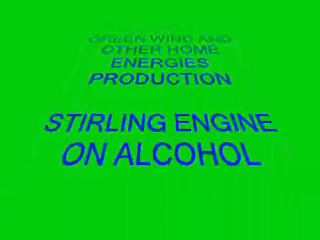 GREEN WIND AND
OTHER HOME
ENERGIES
PRODUCTION
STIRLING ENGINE
ON ALCOHOL